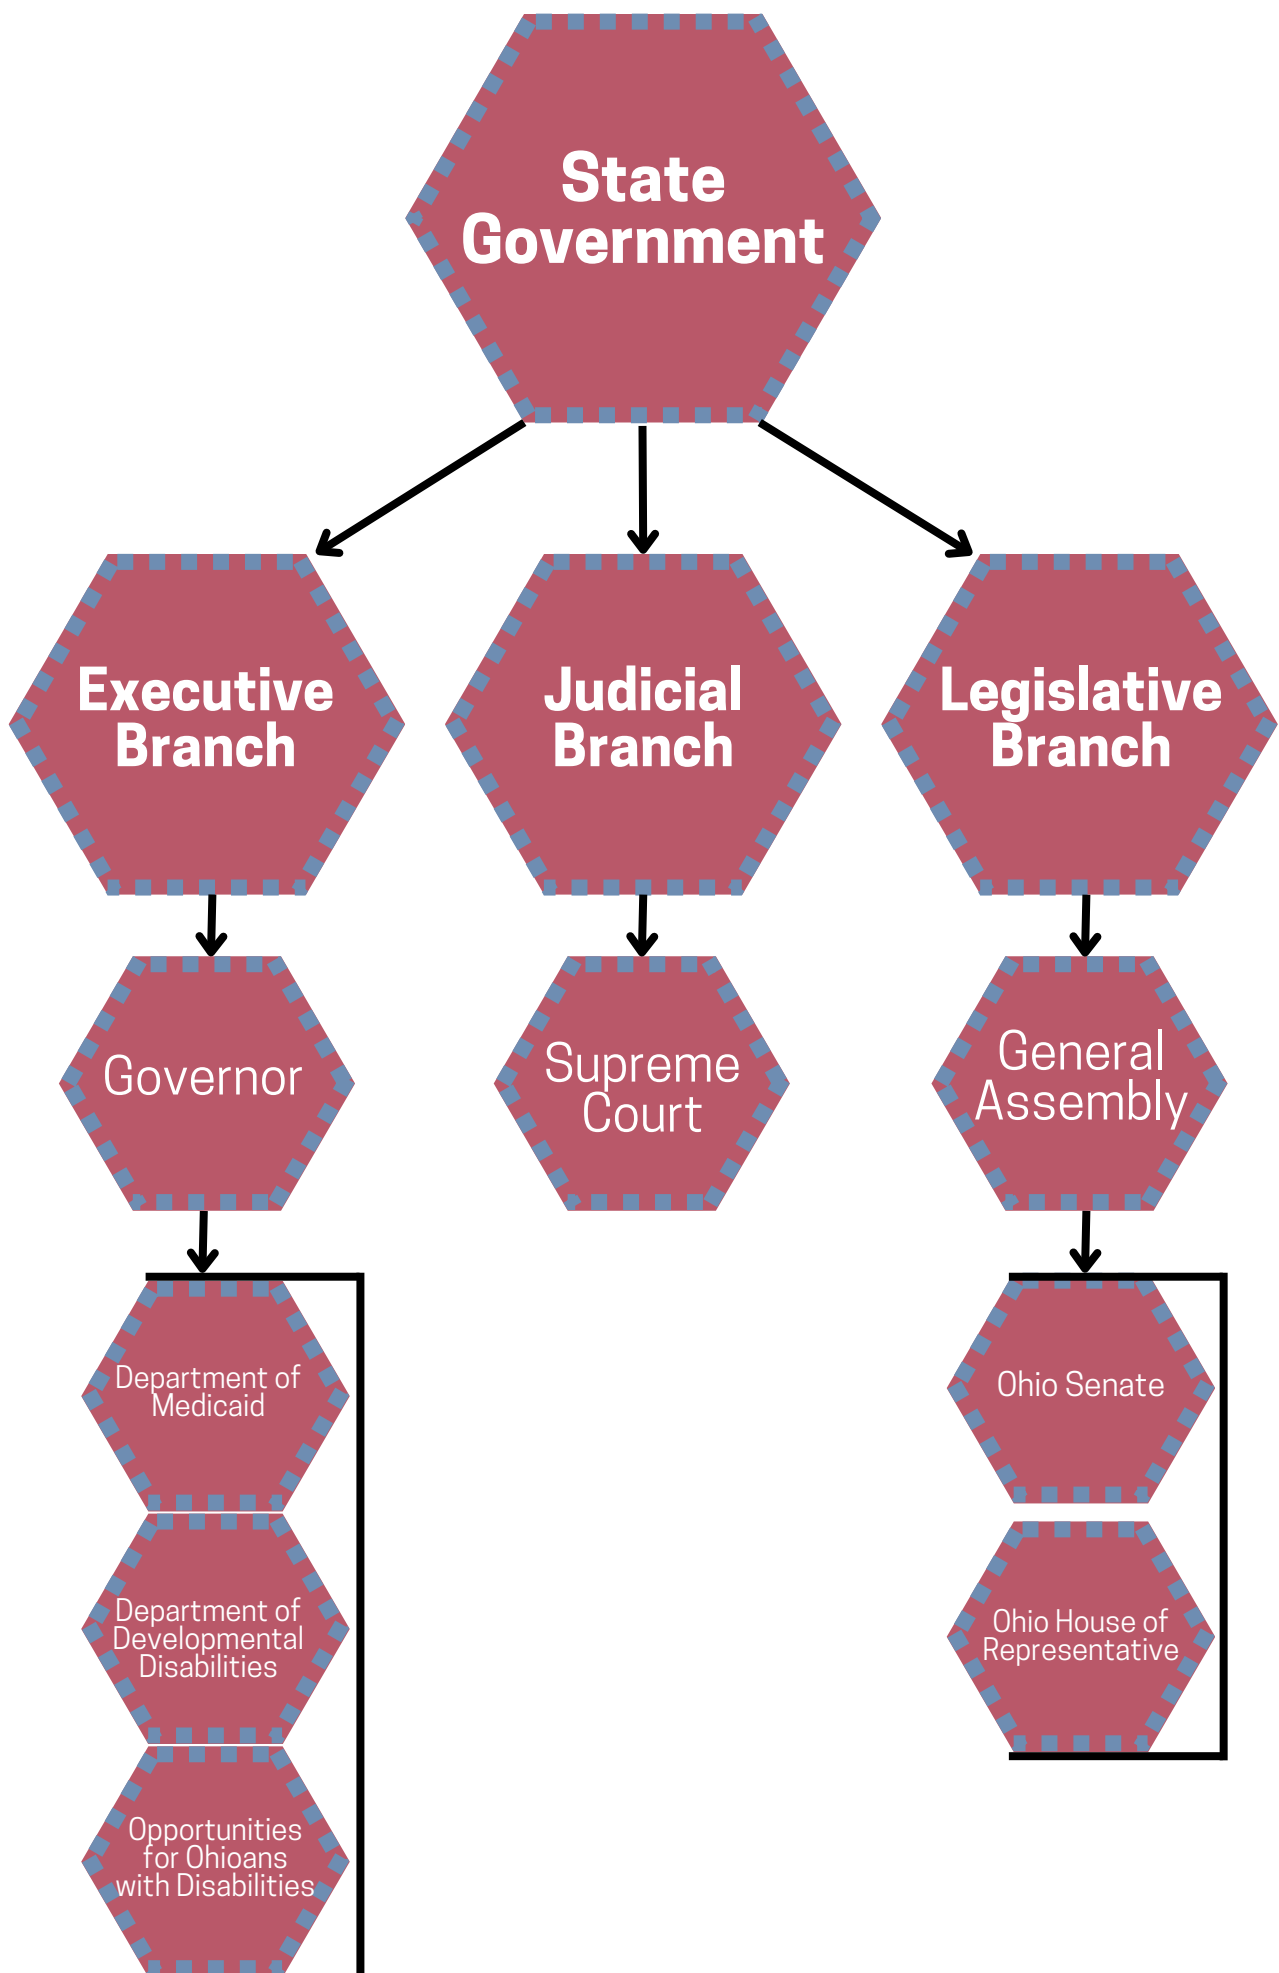 State
Government
Executive
Branch
Judicial
Branch
Legislative
Branch
Governor
Supreme
Court
General
Assembly
Department of
Medicaid
Department of
Developmental
Disabilities
Opportunities
for Ohioans
with Disabilities
Ohio Senate
Ohio House of
Representative